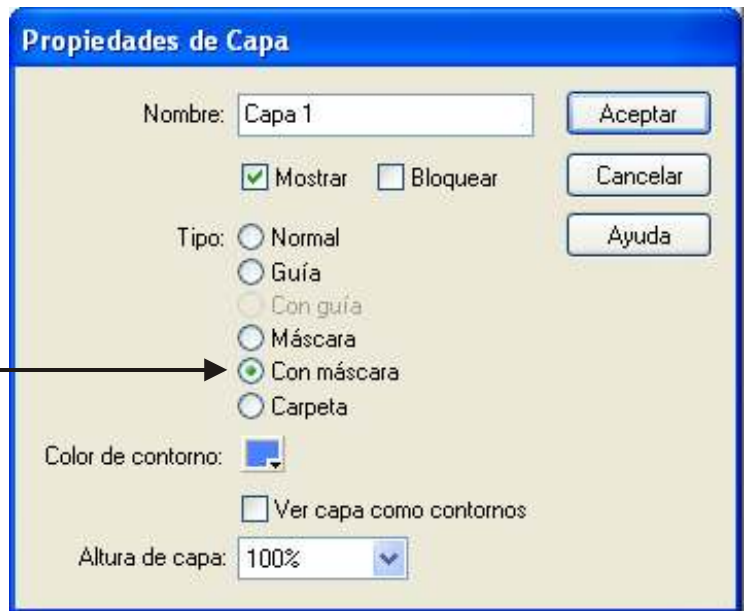 Propiedades de Capa
Nombre: Capa 1 Aceptar
Mostrar Bloquear Cancelar
Tipo: Normal Ayuda
Guía
Con guía
Máscara
Con máscara
Carpeta
Color de contorno:
Ver capa como contornos
Altura de capa: 100%